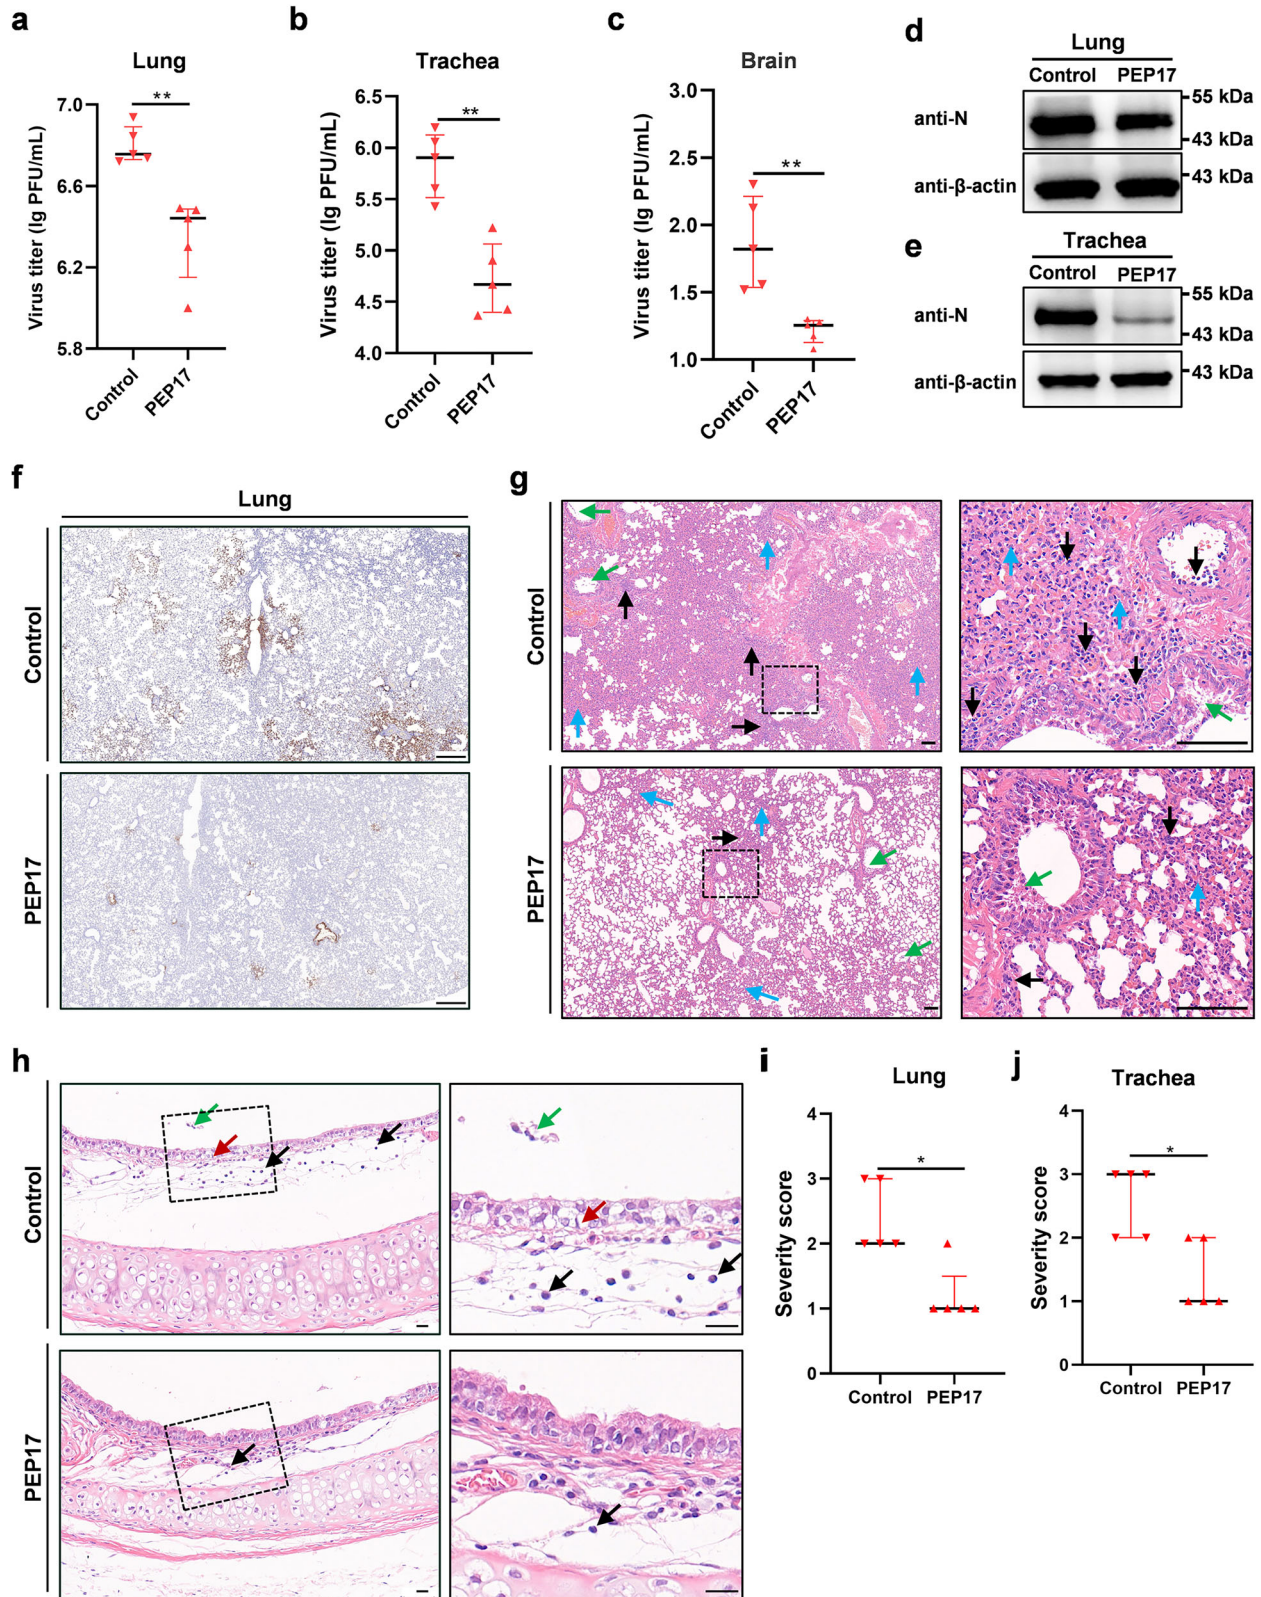 a
Lung
**
Virus titer (lg PFU/mL)
7.0
6.6
6.2
5.8
Control
PEP17
b
Trachea
**
Virus titer (lg PFU/mL)
6.5
6.0
5.5
5.0
4.5
4.0
Control
PEP17
c
Brain
**
Virus titer (lg PFU/mL)
3.0
2.5
2.0
1.5
1.0
Control
PEP17
d
Lung
Control PEP17
anti-N
55 kDa
43 kDa
anti-β-actin
43 kDa
e
Trachea
Control PEP17
anti-N
55 kDa
43 kDa
anti-β-actin
43 kDa
f
Lung
Control
PEP17
g
Control
PEP17
h
Control
PEP17
i
Lung
*
Severity score
4
3
2
1
0
Control PEP17
j
Trachea
*
Severity score
4
3
2
1
0
Control PEP17